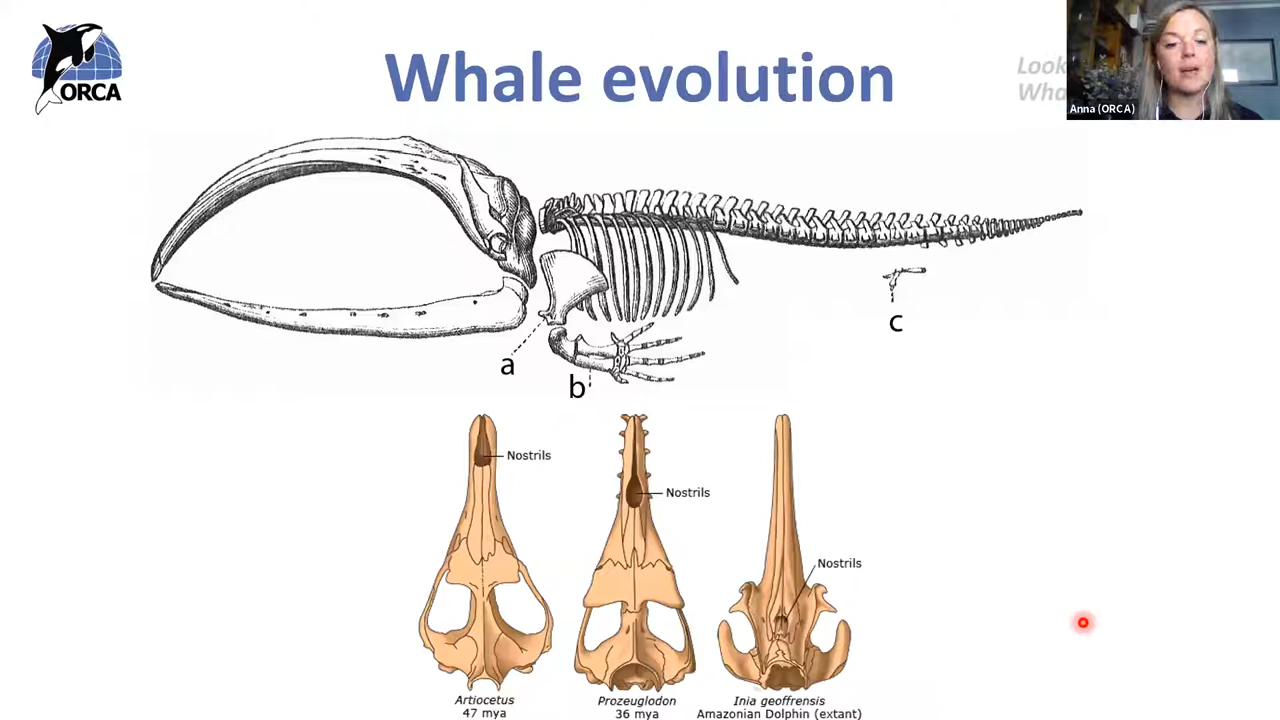 ORCA
Whale evolution
Look
Wha
Anna (ORCA)
a
b
c
Nostrils
Nostrils
Nostrils
Artiocetus
47 mya
Prozeuglodon
36 mya
Inia geoffrensis
Amazonian Dolphin (extant)